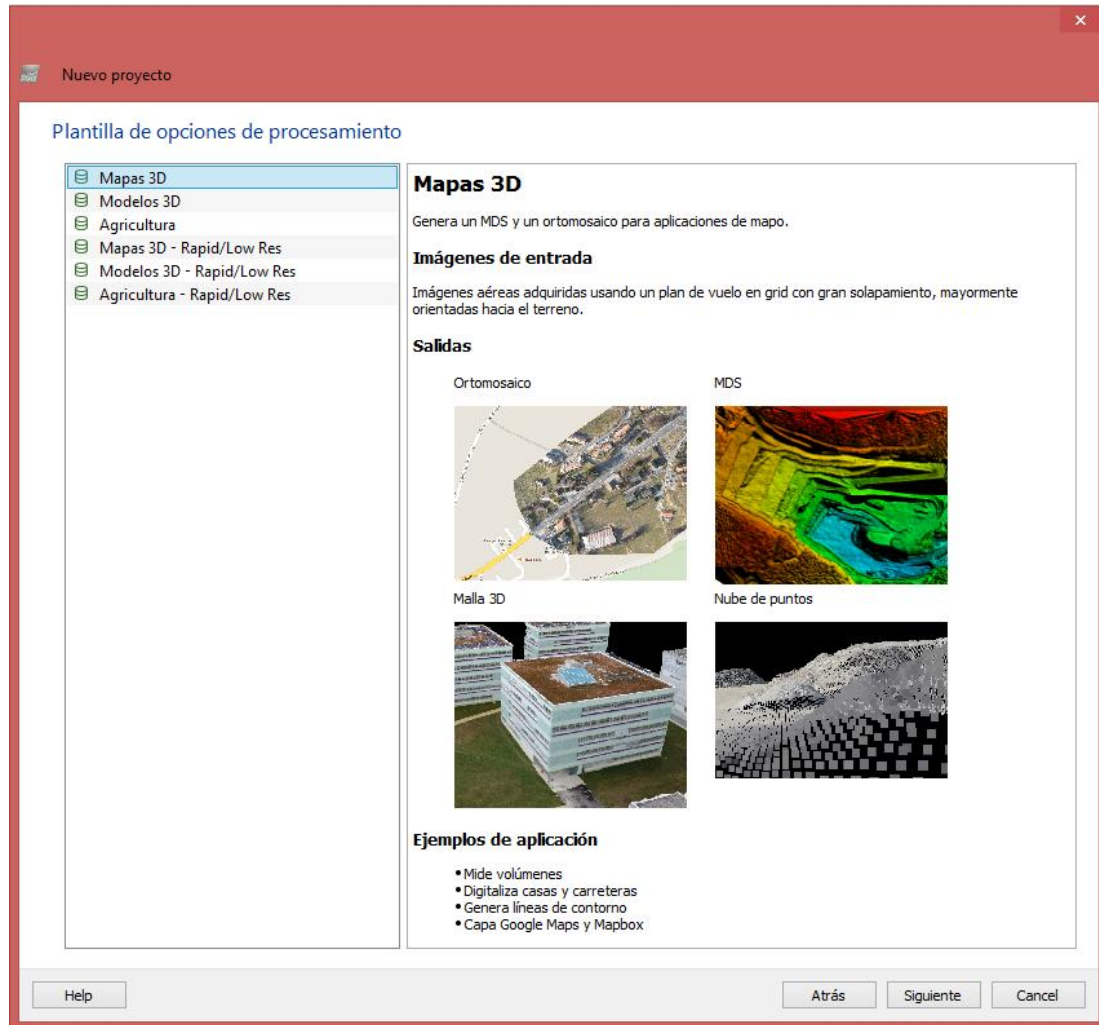 Nuevo proyecto
Plantilla de opciones de procesamiento
Mapas 3D
Modelos 3D
Agricultura
Mapas 3D - Rapid/Low Res
Modelos 3D - Rapid/Low Res
Agricultura - Rapid/Low Res
Mapas 3D
Genera un MDS y un ortomosaico para aplicaciones de mapo.
Imágenes de entrada
Imágenes aéreas adquiridas usando un plan de vuelo en grid con gran solapamiento, mayormente
orientadas hacia el terreno.
Salidas
Ortomosaico MDS
Malla 3D Nube de puntos
Ejemplos de aplicación
• Mide volúmenes
• Digitaliza casas y carreteras
• Genera líneas de contorno
• Capa Google Maps y Mapbox
Help Atrás Siguiente Cancel